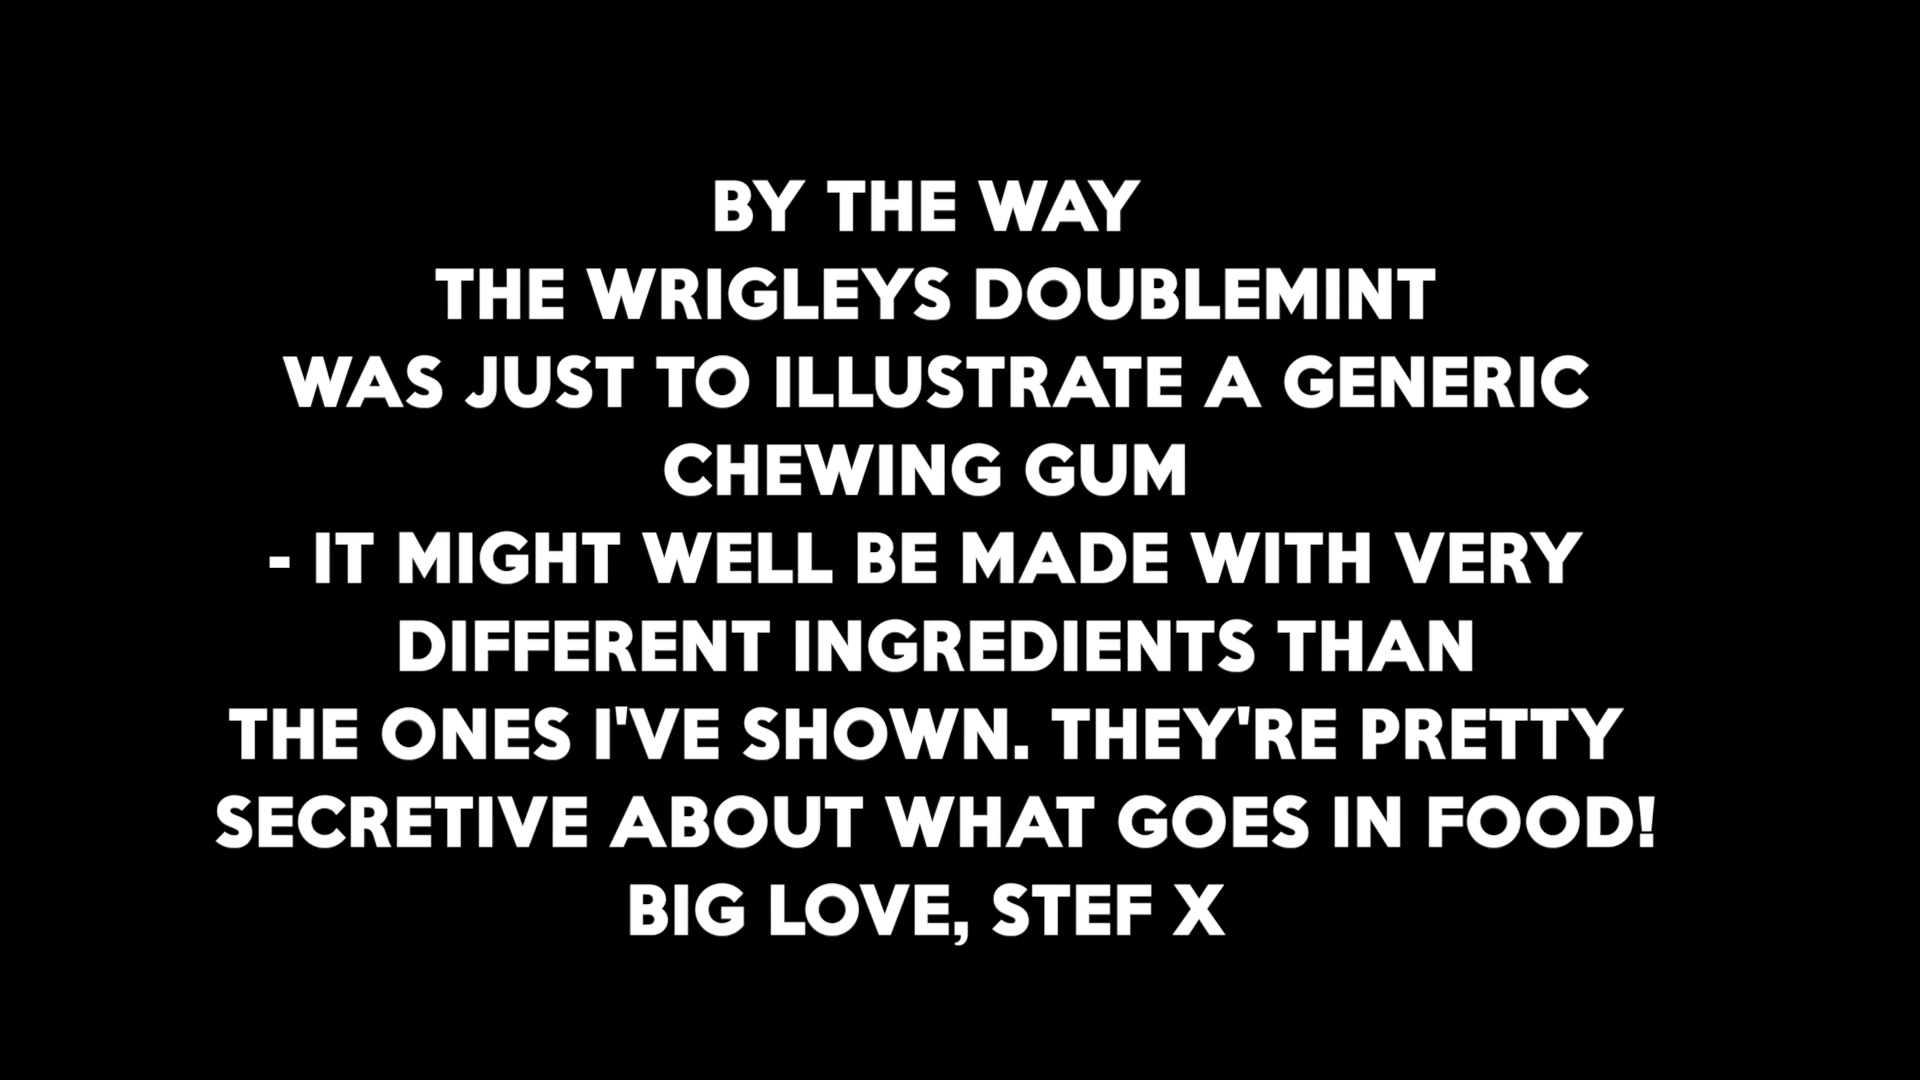 BY THE WAY
THE WRIGLEYS DOUBLEMINT
WAS JUST TO ILLUSTRATE A GENERIC
CHEWING GUM
- IT MIGHT WELL BE MADE WITH VERY
DIFFERENT INGREDIENTS THAN
THE ONES I'VE SHOWN. THEY'RE PRETTY
SECRETIVE ABOUT WHAT GOES IN FOOD!
BIG LOVE, STEF X